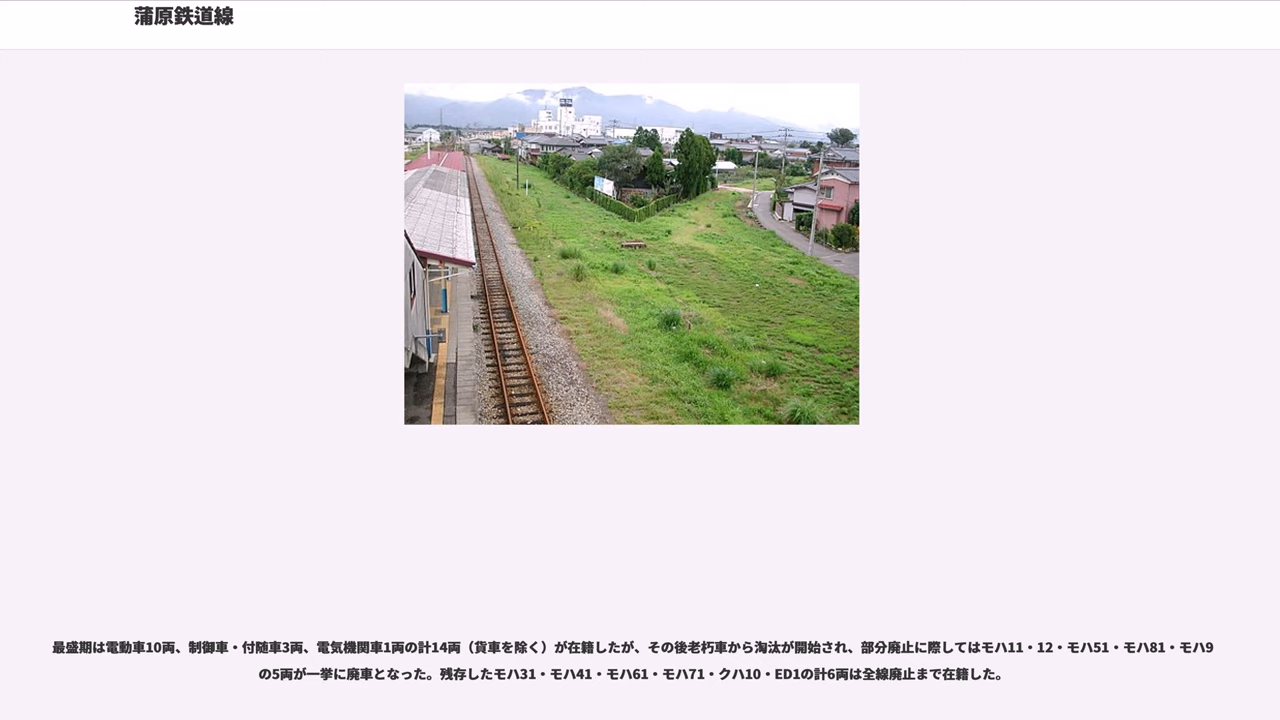 蒲原鉄道線
最盛期は電動車10両、制御車・付随車3両、電気機関車1両の計14両（貨車を除く）が在籍したが、その後老朽車から淘汰が開始され、部分廃止に際してはモハ11・12・モハ51・モハ81・モハ9
の5両が一挙に廃車となった。残存したモハ31・モハ41・モハ61・モハ71・クハ10・ED1の計6両は全線廃止まで在籍した。